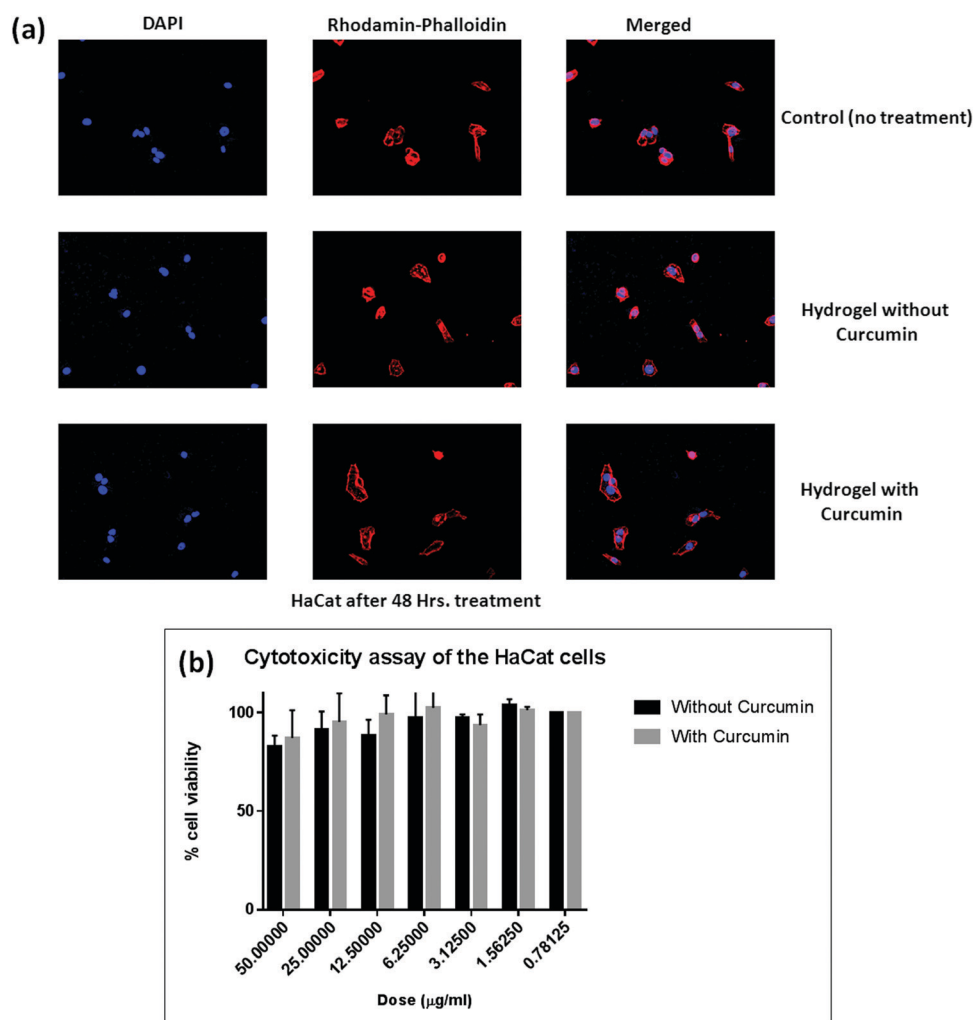 (a)
DAPI
Rhodamin-Phalloidin
Merged
Control (no treatment)
Hydrogel without
Curcumin
Hydrogel with
Curcumin
HaCat after 48 Hrs. treatment
(b)
Cytotoxicity assay of the HaCat cells
100
50
0
% cell viability
Without Curcumin
With Curcumin
50.00000
25.00000
12.50000
6.25000
3.12500
1.56250
0.78125
Dose (μg/ml)